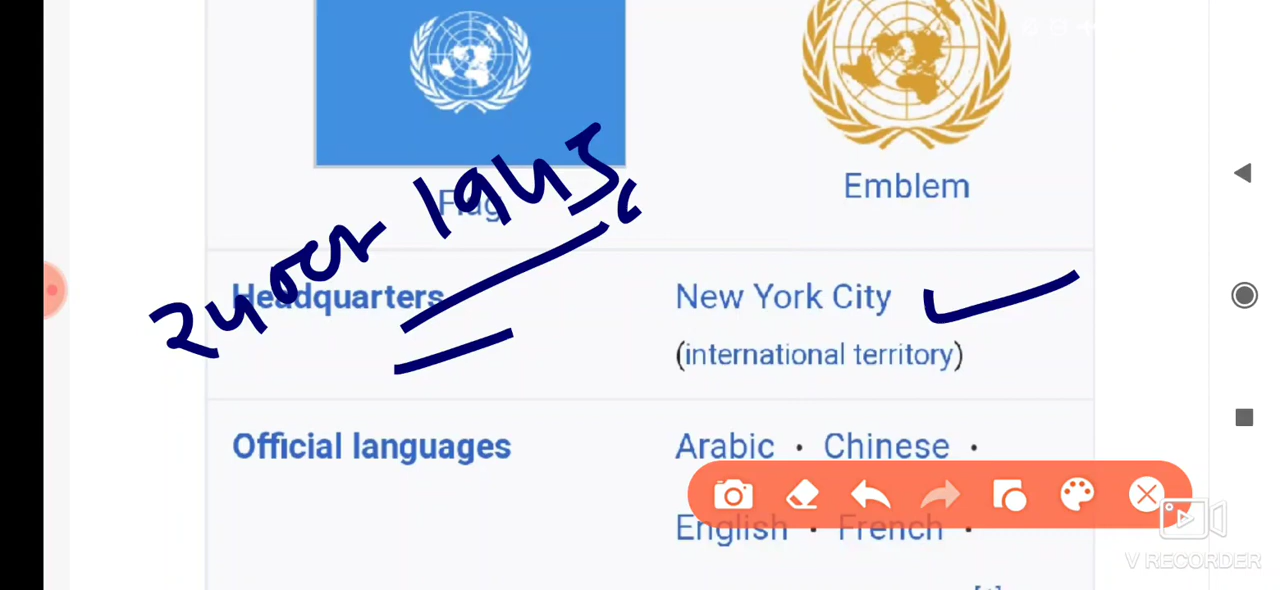 Flag
Emblem
24 oct 1945
Headquarters
New York City
(international territory)
Official languages
Arabic · Chinese ·
English · French ·
V RECORDER